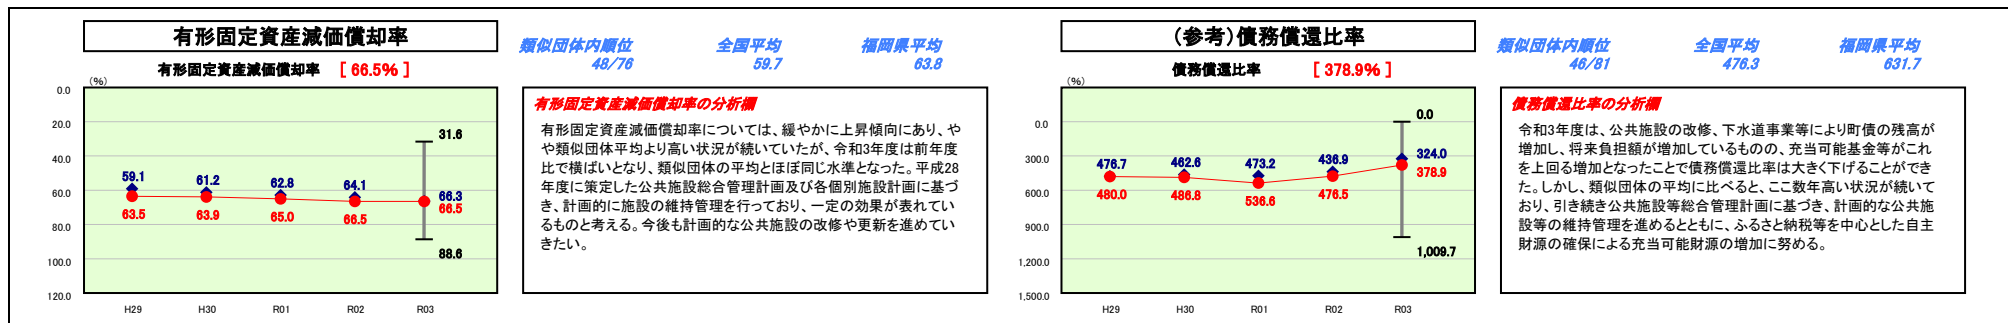 有形固定資産減価償却率
類似団体内順位 全国平均 福岡県平均
48/76 59.7 63.8
有形固定資産減価償却率 [ 66.5% ]
(%)
0.0
20.0
40.0
60.0
80.0
100.0
120.0
31.6
59.1 61.2 62.8 64.1 66.3
63.5 63.9 65.0 66.5 66.5
88.6
H29 H30 R01 R02 R03
有形固定資産減価償却率の分析欄
有形固定資産減価償却率については、緩やかに上昇傾向にあり、や
や類似団体平均より高い状況が続いていたが、令和3年度は前年度
比で横ばいとなり、類似団体の平均とほぼ同じ水準となった。平成28
年度に策定した公共施設総合管理計画及び各個別施設計画に基づ
き、計画的に施設の維持管理を行っており、一定の効果が表れてい
るものと考える。今後も計画的な公共施設の改修や更新を進めてい
きたい。
(参考)債務償還比率
類似団体内順位 全国平均 福岡県平均
46/81 476.3 631.7
債務償還比率 [ 378.9% ]
(%)
0.0
300.0
600.0
900.0
1,200.0
1,500.0
0.0
476.7 462.6 473.2 436.9 324.0
480.0 486.8 536.6 476.5 378.9
1,009.7
H29 H30 R01 R02 R03
債務償還比率の分析欄
令和3年度は、公共施設の改修、下水道事業等により町債の残高が
増加し、将来負担額が増加しているものの、充当可能基金等がこれ
を上回る増加となったことで債務償還比率は大きく下げることができ
た。しかし、類似団体の平均に比べると、ここ数年高い状況が続いて
おり、引き続き公共施設等総合管理計画に基づき、計画的な公共施
設等の維持管理を進めるとともに、ふるさと納税等を中心とした自主
財源の確保による充当可能財源の増加に努める。